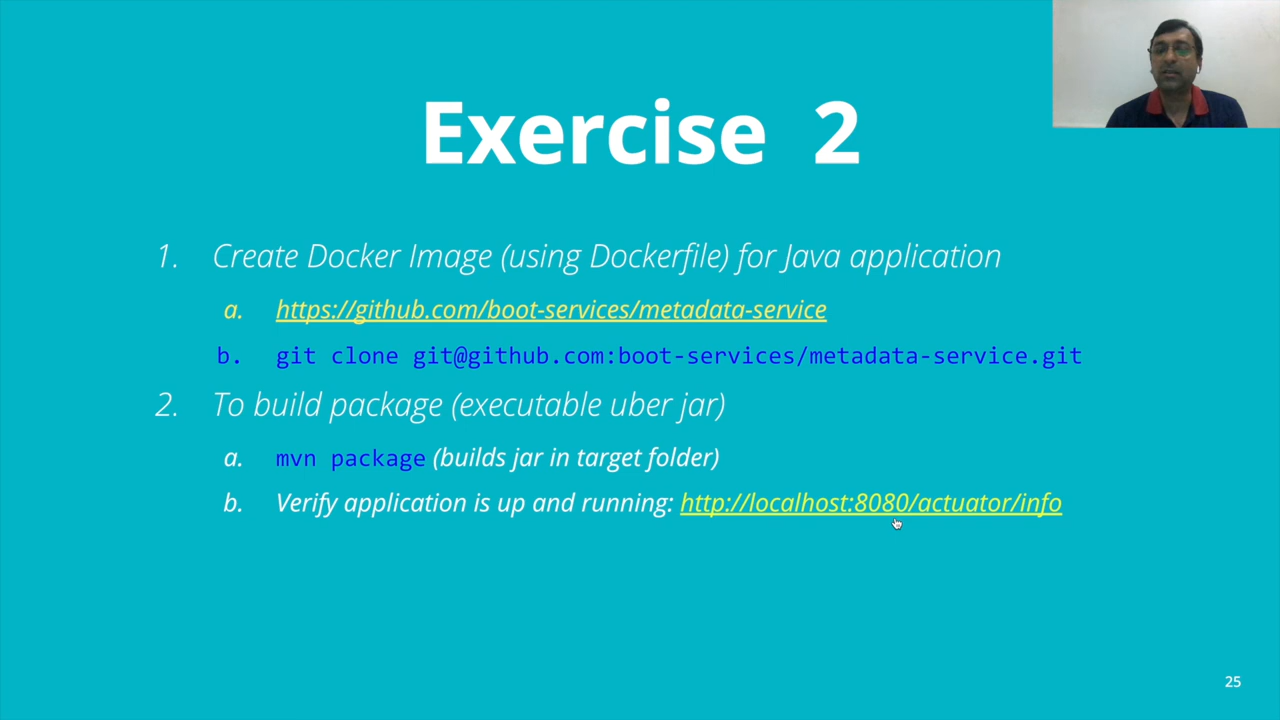 Exercise 2
1. Create Docker Image (using Dockerfile) for Java application
a. https://github.com/boot-services/metadata-service
b. git clone git@github.com:boot-services/metadata-service.git
2. To build package (executable uber jar)
a. mvn package (builds jar in target folder)
b. Verify application is up and running: http://localhost:8080/actuator/info
25